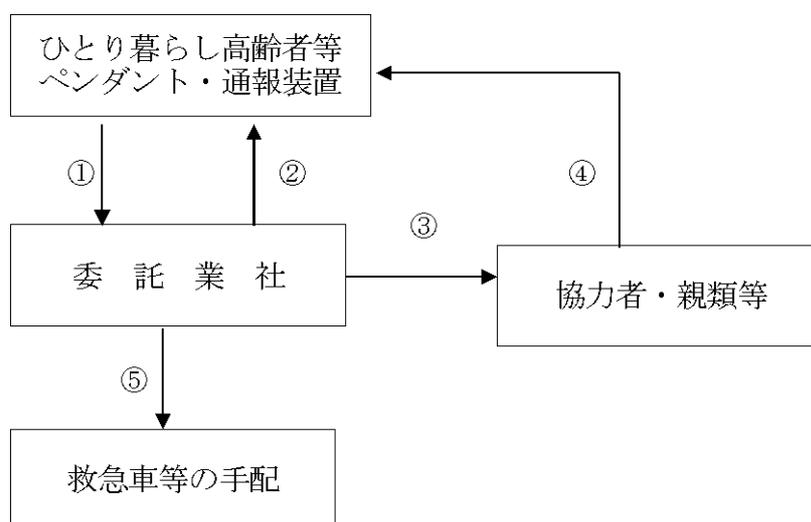 ひとり暮らし高齢者等
ペンダント・通報装置
①
②
④
③
委託業社
協力者・親類等
⑤
救急車等の手配